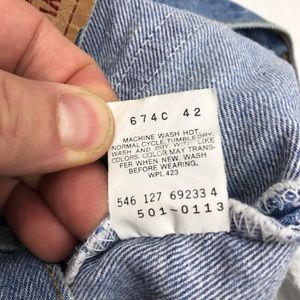 674C 42
MACHINE WASH HOT,
NORMAL CYCLE, TUMBLE DRY.
WASH AND DRY WITH LIKE
COLORS. COLOR MAY TRANS-
FER WHEN NEW. WASH
BEFORE WEARING.
WPL 423
546 127 69233 4
501-0113